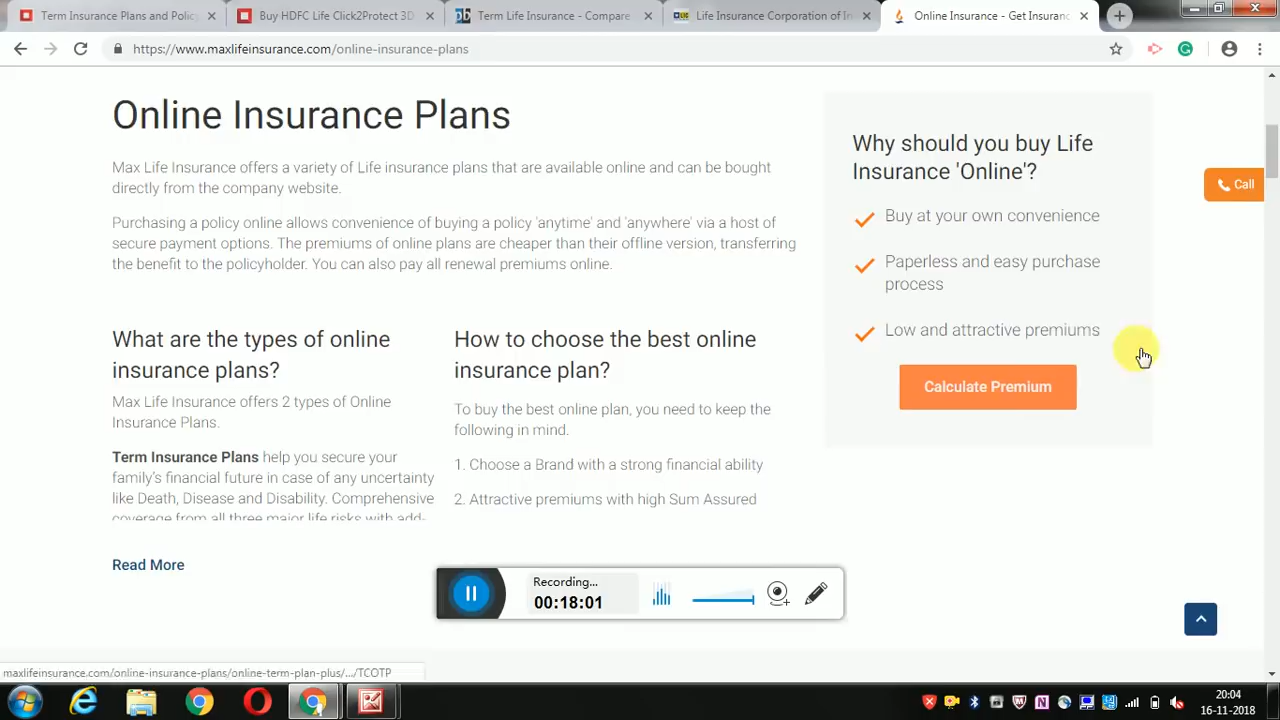 Term Insurance Plans and Policy
Buy HDFC Life Click2Protect 3D
Term Life Insurance - Compare
Life Insurance Corporation of In
Online Insurance - Get Insuranc
https://www.maxlifeinsurance.com/online-insurance-plans
Online Insurance Plans
Max Life Insurance offers a variety of Life insurance plans that are available online and can be bought
directly from the company website.
Purchasing a policy online allows convenience of buying a policy 'anytime' and 'anywhere' via a host of
secure payment options. The premiums of online plans are cheaper than their offline version, transferring
the benefit to the policyholder. You can also pay all renewal premiums online.
What are the types of online
insurance plans?
Max Life Insurance offers 2 types of Online
Insurance Plans.
Term Insurance Plans help you secure your
family's financial future in case of any uncertainty
like Death, Disease and Disability. Comprehensive
coverage from all three major life risks with add-
Read More
How to choose the best online
insurance plan?
To buy the best online plan, you need to keep the
following in mind.
1. Choose a Brand with a strong financial ability
2. Attractive premiums with high Sum Assured
Why should you buy Life
Insurance 'Online'?
Buy at your own convenience
Paperless and easy purchase
process
Low and attractive premiums
Calculate Premium
Call
Recording...
00:18:01
maxlifeinsurance.com/online-insurance-plans/online-term-plan-plus/.../TCOTP
20:04
16-11-2018